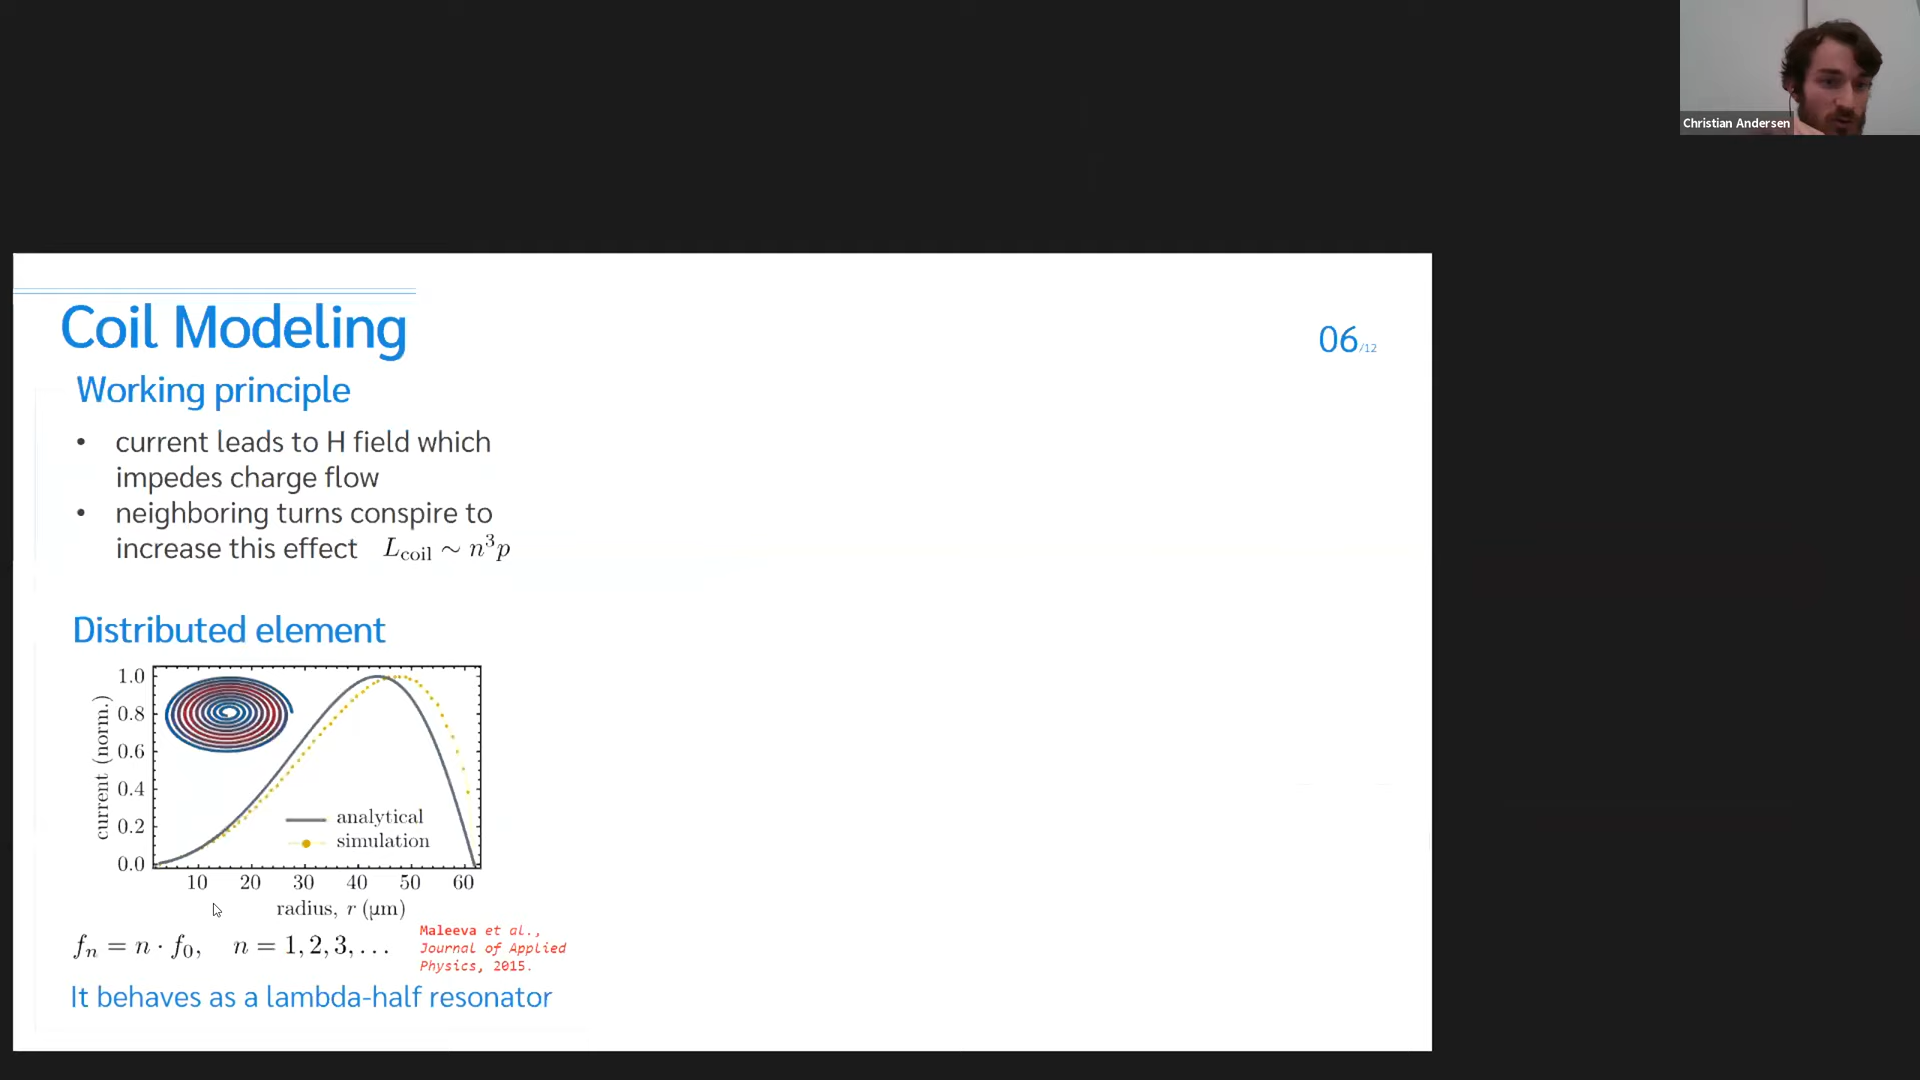 Christian Andersen
Coil Modeling
06/12
Working principle
• current leads to H field which
impedes charge flow
• neighboring turns conspire to
increase this effect L_coil ∼ n³p
Distributed element
1.0
0.8
0.6
0.4
0.2
0.0
current (norm.)
analytical
simulation
10 20 30 40 50 60
radius, r (μm)
f_n = n · f_0, n = 1, 2, 3, . . .
Maleeva et al.,
Journal of Applied
Physics, 2015.
It behaves as a lambda-half resonator